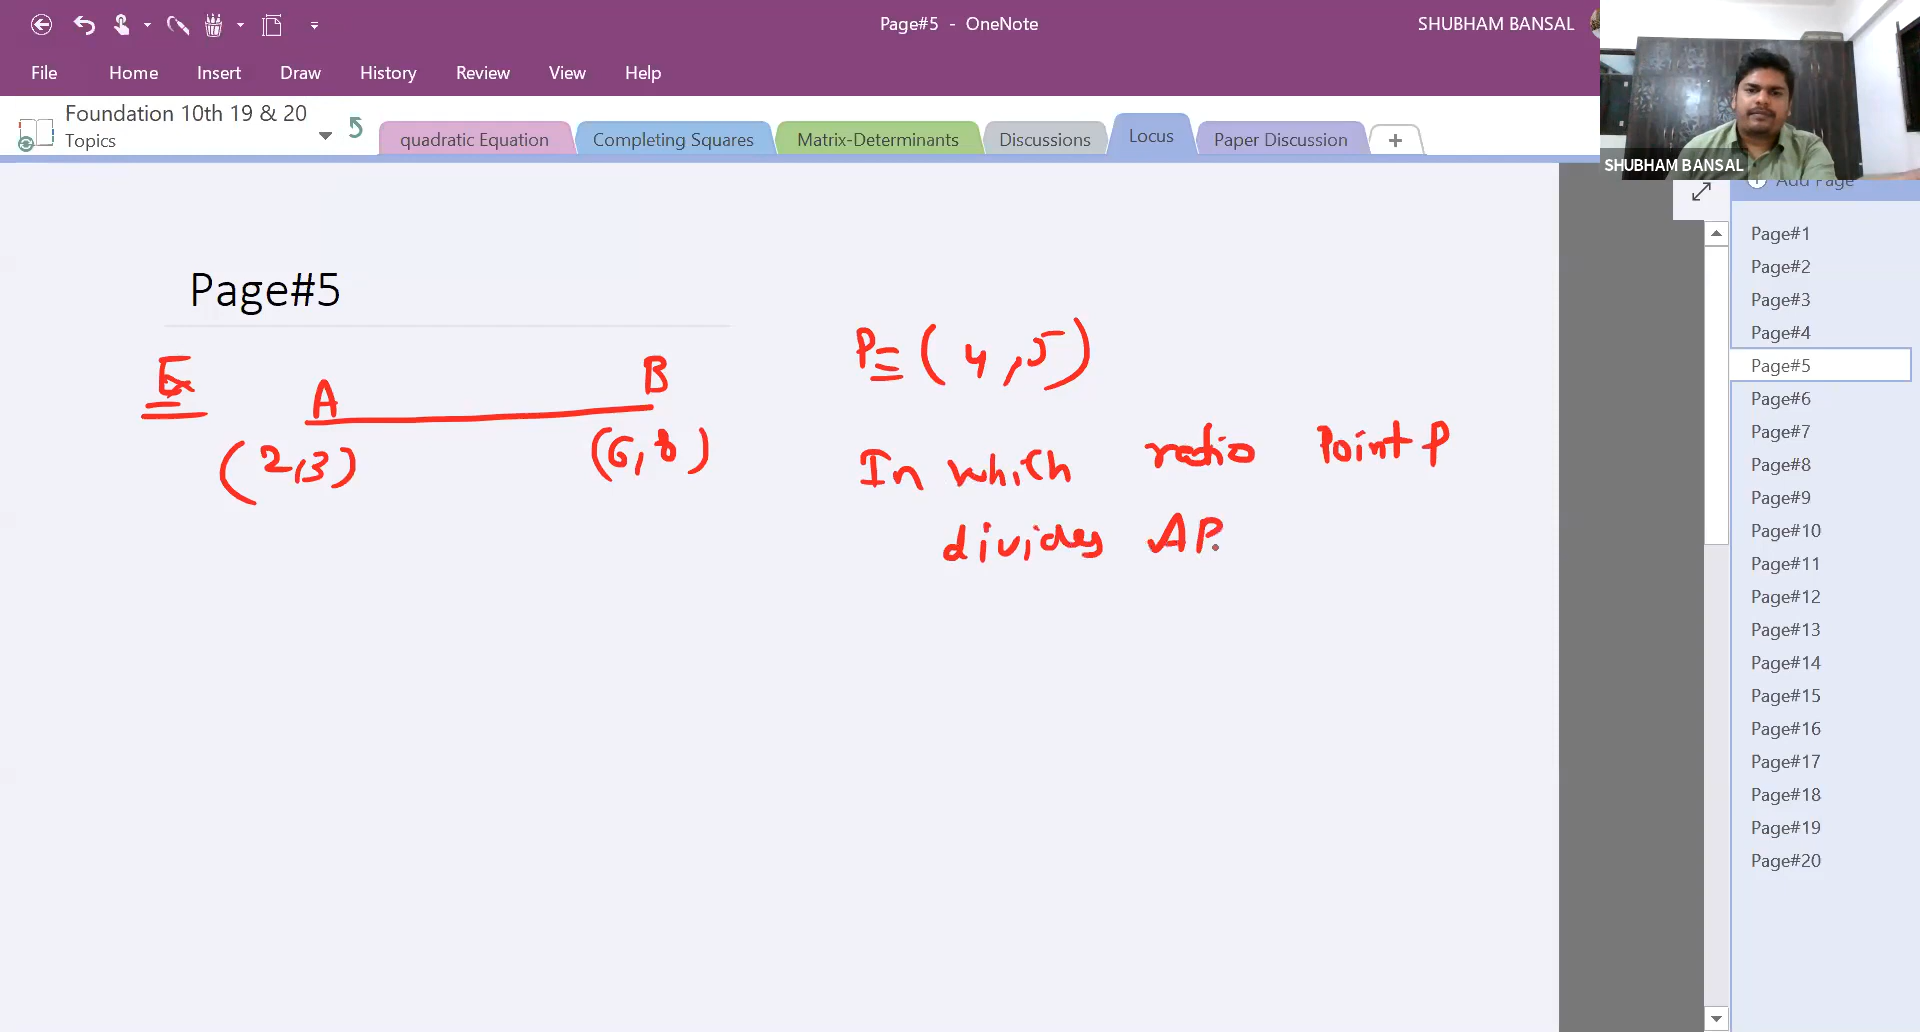 Page#5 - OneNote
SHUBHAM BANSAL
File Home Insert Draw History Review View Help
SHUBHAM BANSAL
Foundation 10th 19 & 20
Topics
quadratic Equation Completing Squares Matrix-Determinants Discussions Locus Paper Discussion +
Add Page
Page#1
Page#2
Page#3
Page#4
Page#5
Page#6
Page#7
Page#8
Page#9
Page#10
Page#11
Page#12
Page#13
Page#14
Page#15
Page#16
Page#17
Page#18
Page#19
Page#20
Page#5
Ex
A B
(2,3) (6,8)
P≡(4,5)
In which ratio Point P
divides AP